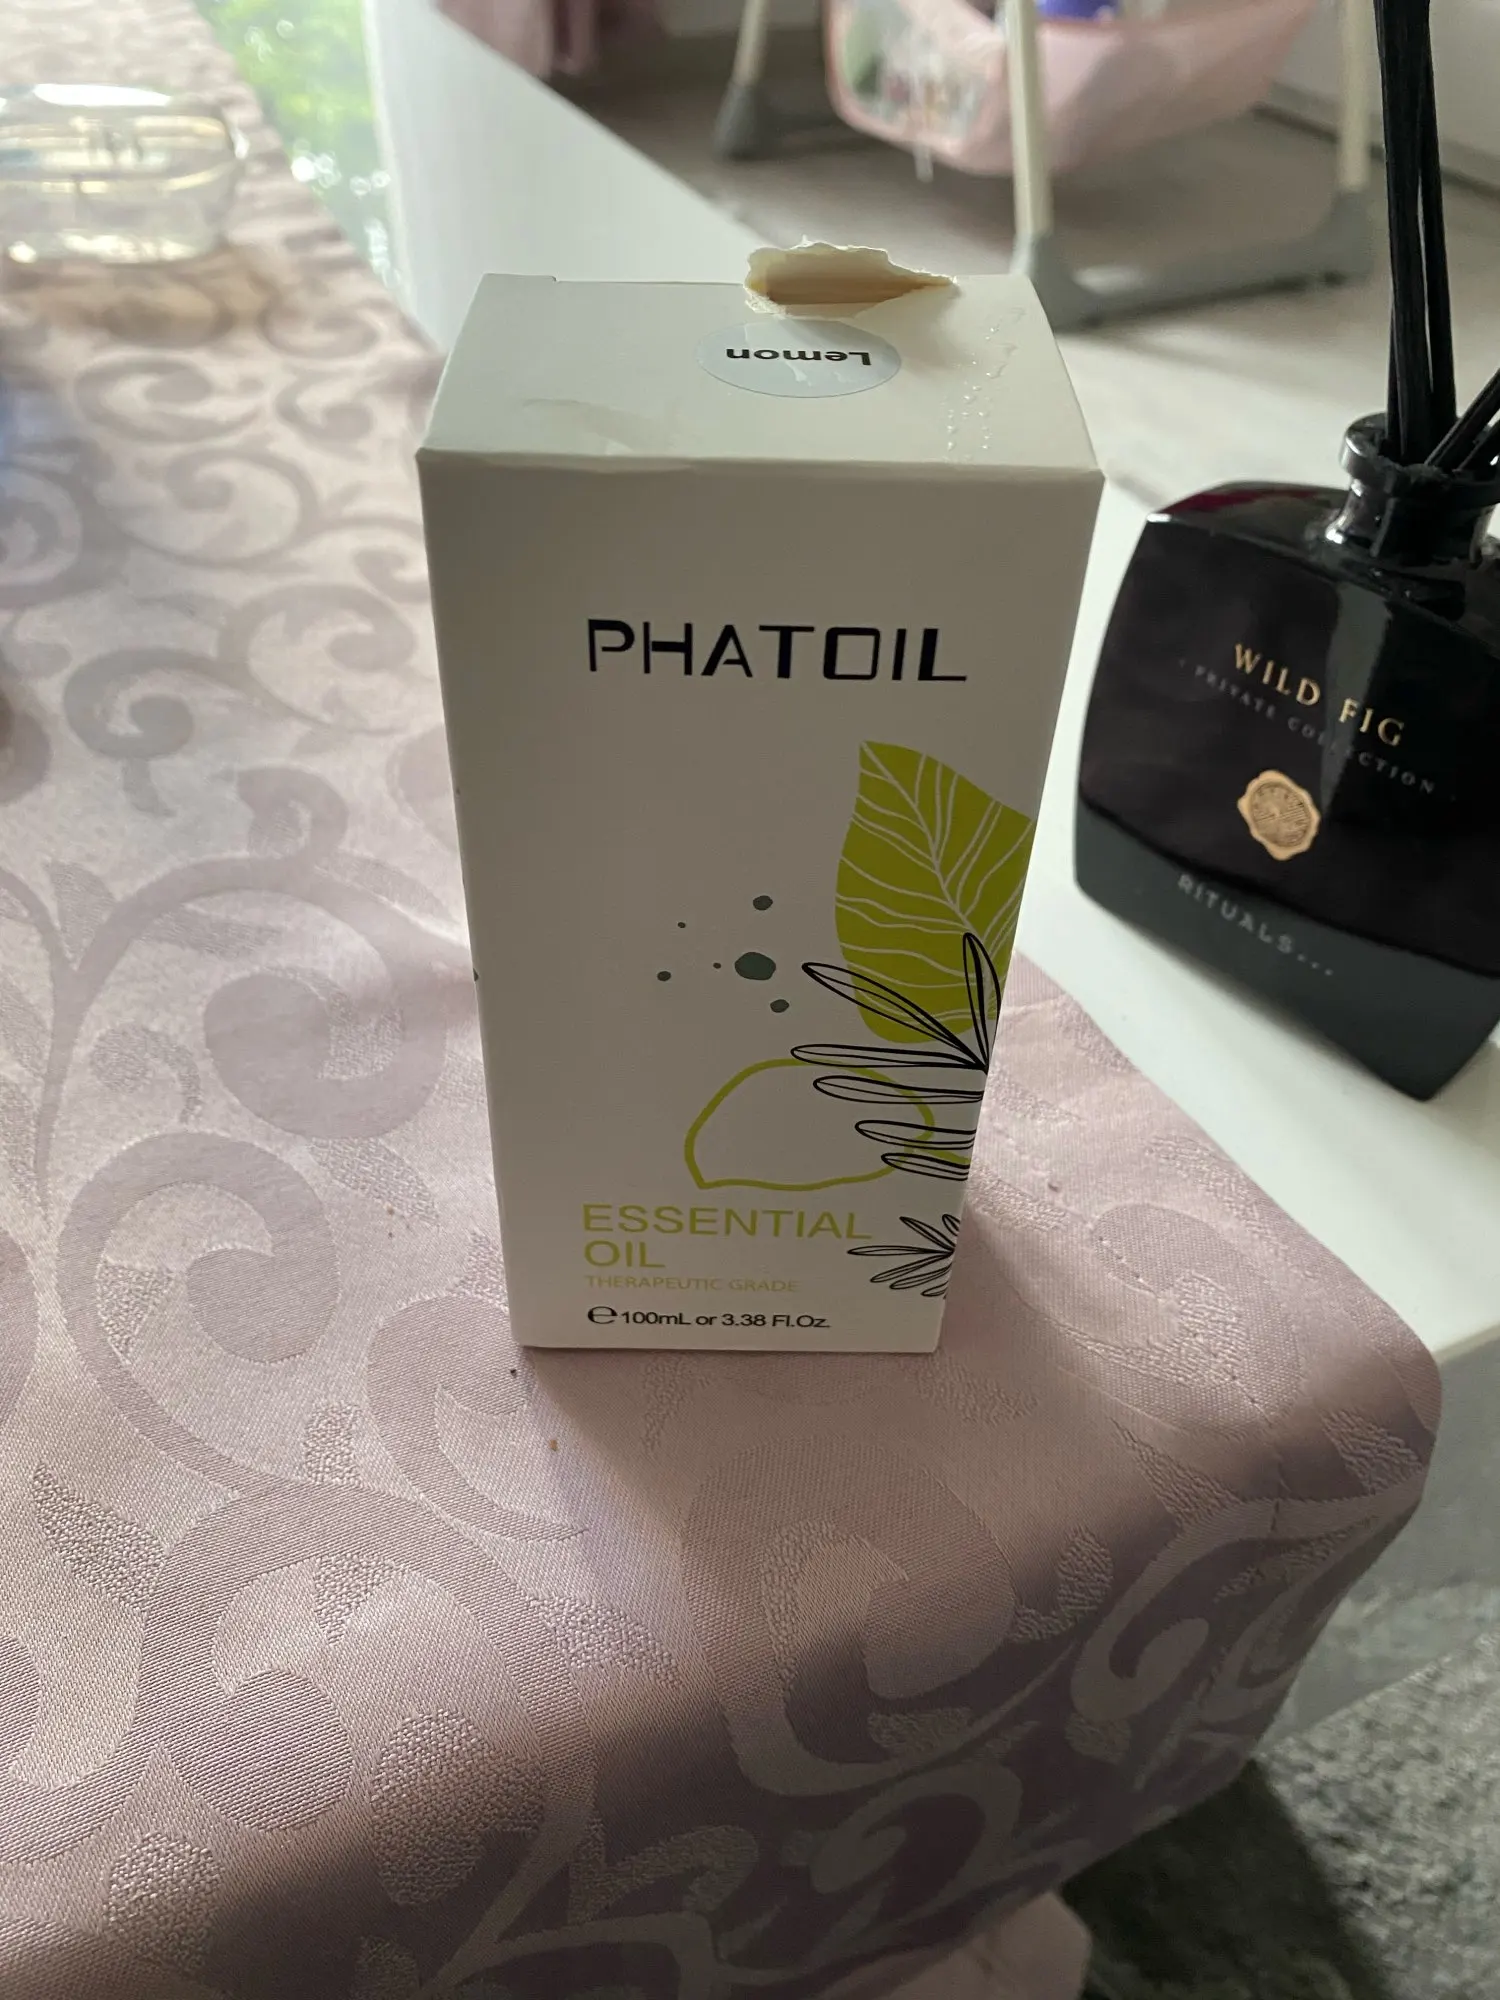 Lemon
PHATOIL
ESSENTIAL
OIL
THERAPEUTIC GRADE
℮ 100mL or 3.38 Fl.Oz.
WILD FIG
PRIVATE COLLECTION
RITUALS...